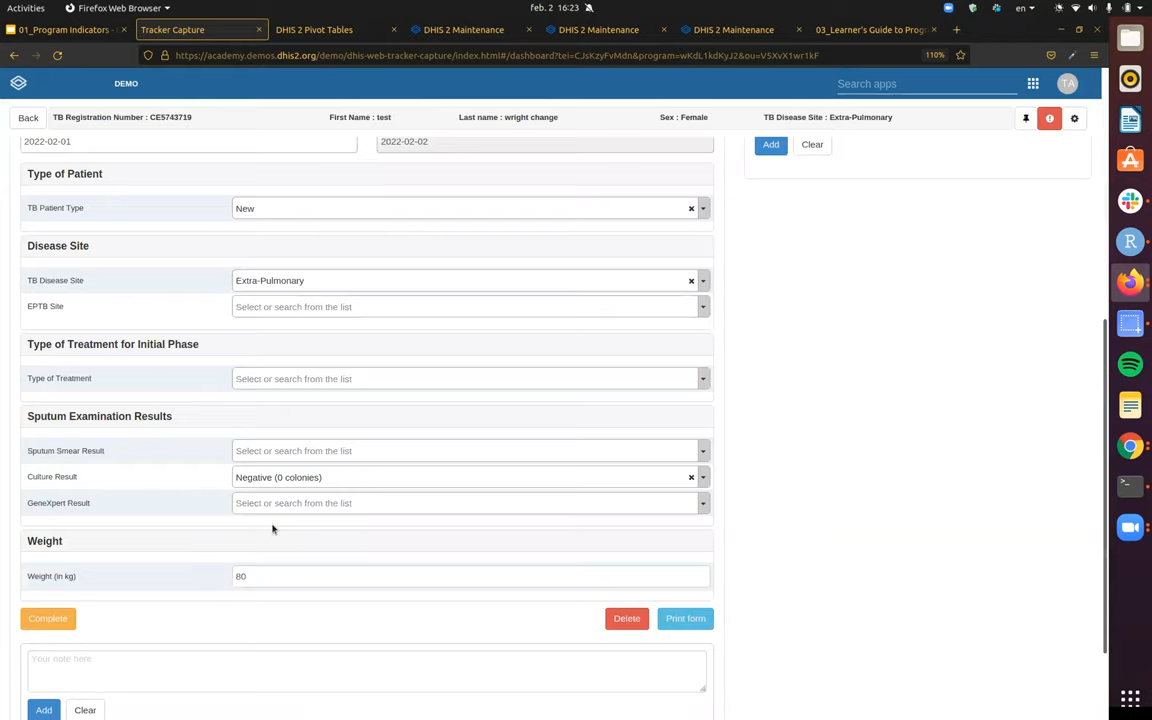 Activities
Firefox Web Browser
feb. 2 16:23
en
01_Program Indicators -
Tracker Capture
DHIS 2 Pivot Tables
DHIS 2 Maintenance
DHIS 2 Maintenance
DHIS 2 Maintenance
03_Learner's Guide to Prog
https://academy.demos.dhis2.org/demo/dhis-web-tracker-capture/index.html#/dashboard?tei=CJsKzyFvMdn&program=wKdL1kdKyJ2&ou=V5XvX1wr1kF
110%
DEMO
Search apps
TA
Back
TB Registration Number : CE5743719
First Name : test
Last name : wright change
Sex : Female
TB Disease Site : Extra-Pulmonary
2022-02-01
2022-02-02
Add
Clear
Type of Patient
TB Patient Type
New
Disease Site
TB Disease Site
Extra-Pulmonary
EPTB Site
Select or search from the list
Type of Treatment for Initial Phase
Type of Treatment
Select or search from the list
Sputum Examination Results
Sputum Smear Result
Select or search from the list
Culture Result
Negative (0 colonies)
GeneXpert Result
Select or search from the list
Weight
Weight (in kg)
80
Complete
Delete
Print form
Your note here
Add
Clear